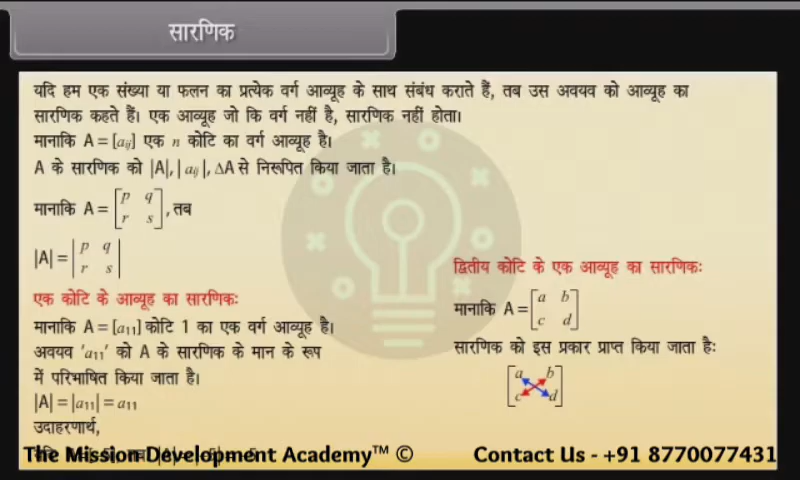 सारणिक
यदि हम एक संख्या या फलन का प्रत्येक वर्ग आव्यूह के साथ संबंध कराते हैं, तब उस अवयव को आव्यूह का
सारणिक कहते हैं। एक आव्यूह जो कि वर्ग नहीं है, सारणिक नहीं होता।
मानाकि A = [aij] एक n कोटि का वर्ग आव्यूह है।
A के सारणिक को |A|, | aij|, ΔA से निरूपित किया जाता है।
मानाकि A = [p q
r s], तब
|A| = |p q
r s|
एक कोटि के आव्यूह का सारणिकः
मानाकि A = [a11] कोटि 1 का एक वर्ग आव्यूह है।
अवयव ‘a11’ को A के सारणिक के मान के रूप
में परिभाषित किया जाता है।
|A| = |a11| = a11
उदाहरणार्थ,
द्वितीय कोटि के एक आव्यूह का सारणिकः
मानाकि A = [a b
c d]
सारणिक को इस प्रकार प्राप्त किया जाता हैः
[a b
c d]
The Mission Development Academy™ ©
Contact Us - +91 8770077431